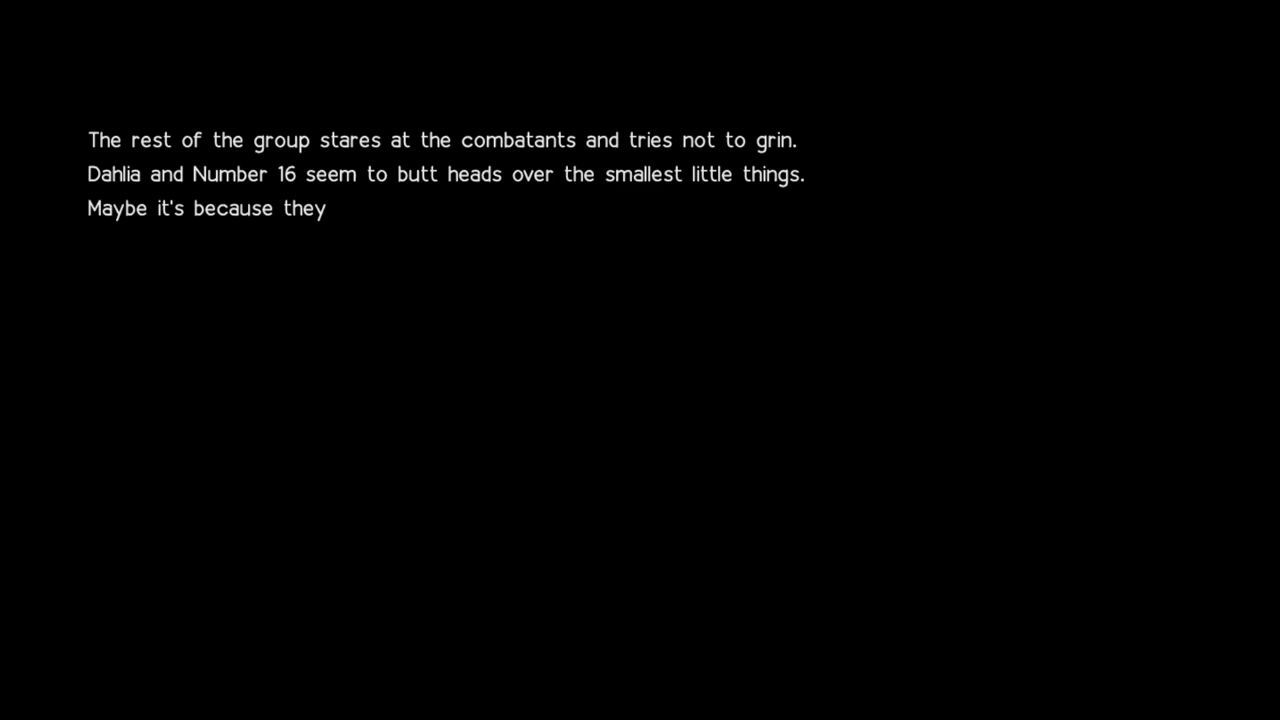 The rest of the group stares at the combatants and tries not to grin.
Dahlia and Number 16 seem to butt heads over the smallest little things.
Maybe it's because they